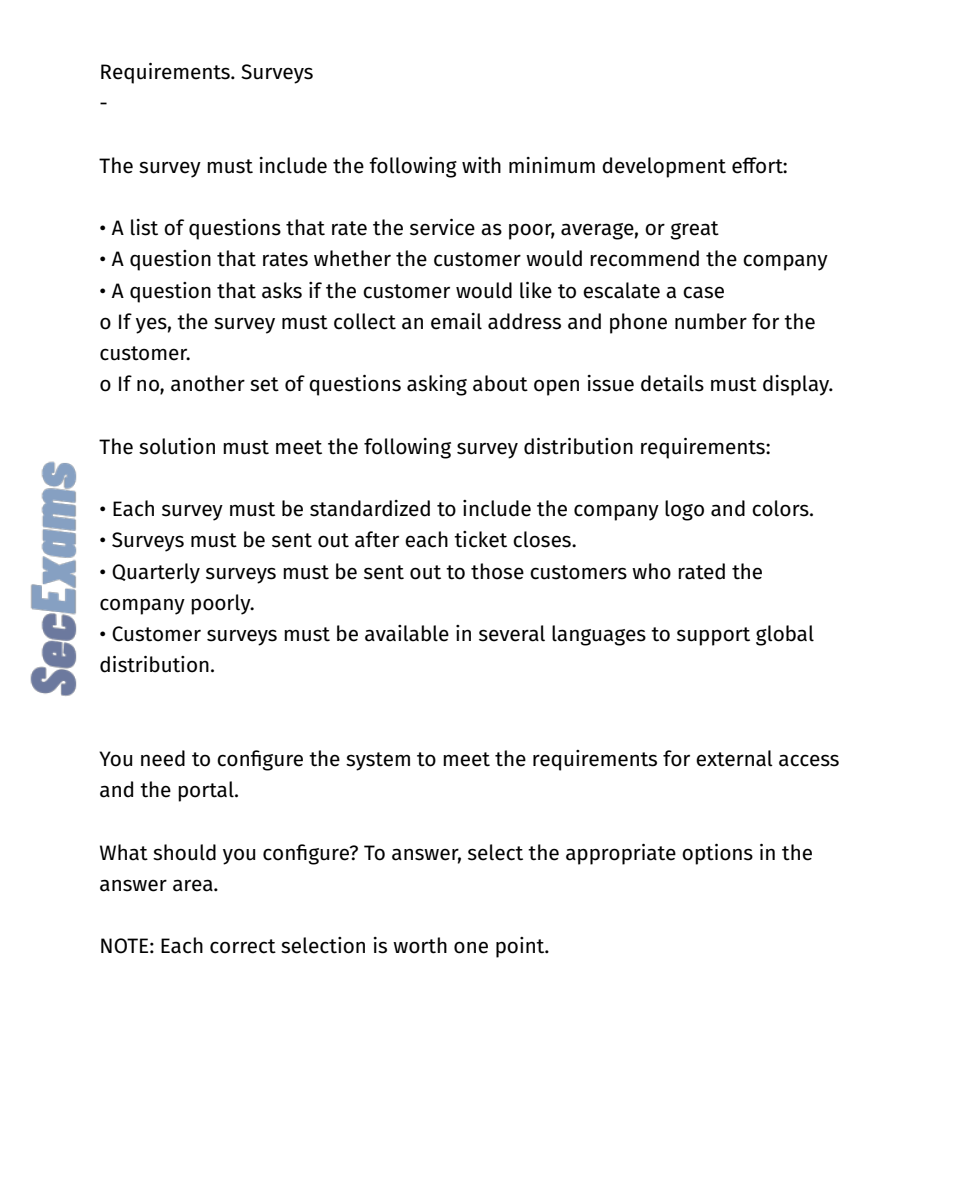 Requirements. Surveys
-
The survey must include the following with minimum development effort:
• A list of questions that rate the service as poor, average, or great
• A question that rates whether the customer would recommend the company
• A question that asks if the customer would like to escalate a case
o If yes, the survey must collect an email address and phone number for the
customer.
o If no, another set of questions asking about open issue details must display.
The solution must meet the following survey distribution requirements:
• Each survey must be standardized to include the company logo and colors.
• Surveys must be sent out after each ticket closes.
• Quarterly surveys must be sent out to those customers who rated the
company poorly.
• Customer surveys must be available in several languages to support global
distribution.
SecExams
You need to configure the system to meet the requirements for external access
and the portal.
What should you configure? To answer, select the appropriate options in the
answer area.
NOTE: Each correct selection is worth one point.